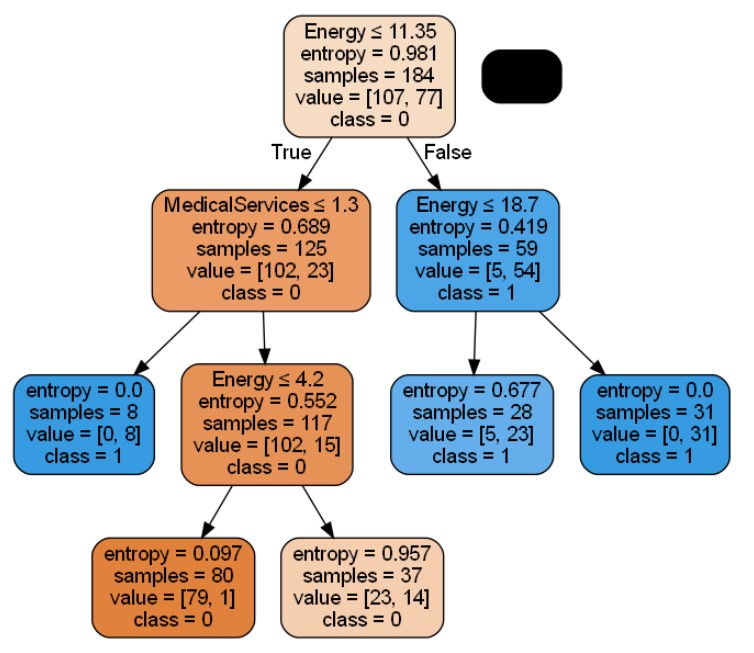 Energy ≤ 11.35
entropy = 0.981
samples = 184
value = [107, 77]
class = 0
True
False
MedicalServices ≤ 1.3
entropy = 0.689
samples = 125
value = [102, 23]
class = 0
Energy ≤ 18.7
entropy = 0.419
samples = 59
value = [5, 54]
class = 1
entropy = 0.0
samples = 8
value = [0, 8]
class = 1
Energy ≤ 4.2
entropy = 0.552
samples = 117
value = [102, 15]
class = 0
entropy = 0.677
samples = 28
value = [5, 23]
class = 1
entropy = 0.0
samples = 31
value = [0, 31]
class = 1
entropy = 0.097
samples = 80
value = [79, 1]
class = 0
entropy = 0.957
samples = 37
value = [23, 14]
class = 0